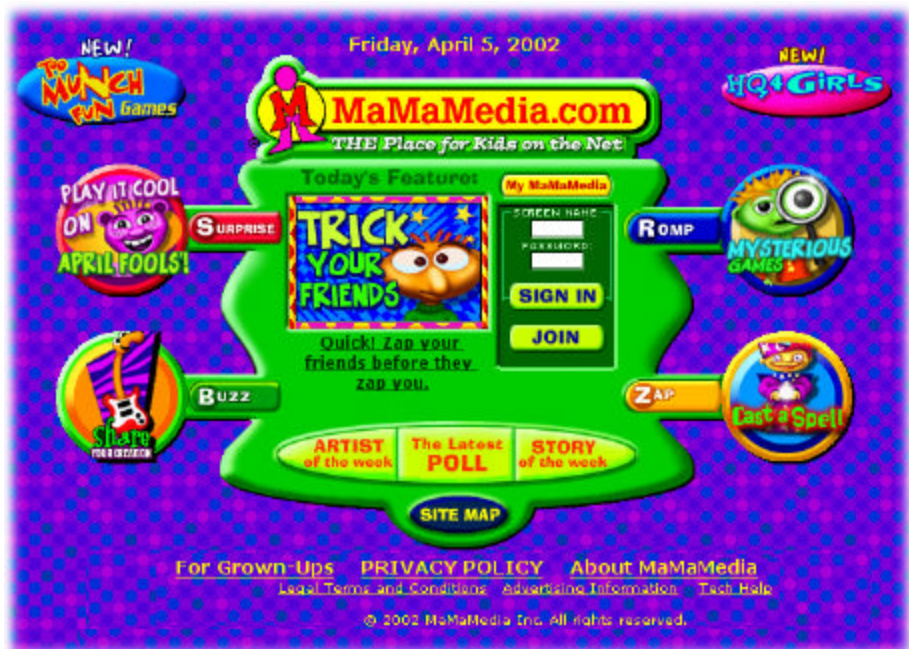 Friday, April 5, 2002
NEW!
Too
MUNCH
FUN Games
NEW!
HQ4GIRLS
MaMaMedia.com
THE Place for Kids on the Net
PLAY IT COOL
ON
APRIL FOOLS'!
SURPRISE
Today's Feature:
TRICK
YOUR
FRIENDS
Quick! Zap your
friends before they
zap you.
My MaMaMedia
SCREEN NAME
PASSWORD:
SIGN IN
JOIN
ROMP
MYSTERIOUS
GAMES
Share
YOUR CREATION
BUZZ
ZAP
Cast a Spell
ARTIST
of the week
The Latest
POLL
STORY
of the week
SITE MAP
For Grown-Ups PRIVACY POLICY About MaMaMedia
Legal Terms and Conditions Advertising Information Tech Help
© 2002 MaMaMedia Inc. All rights reserved.